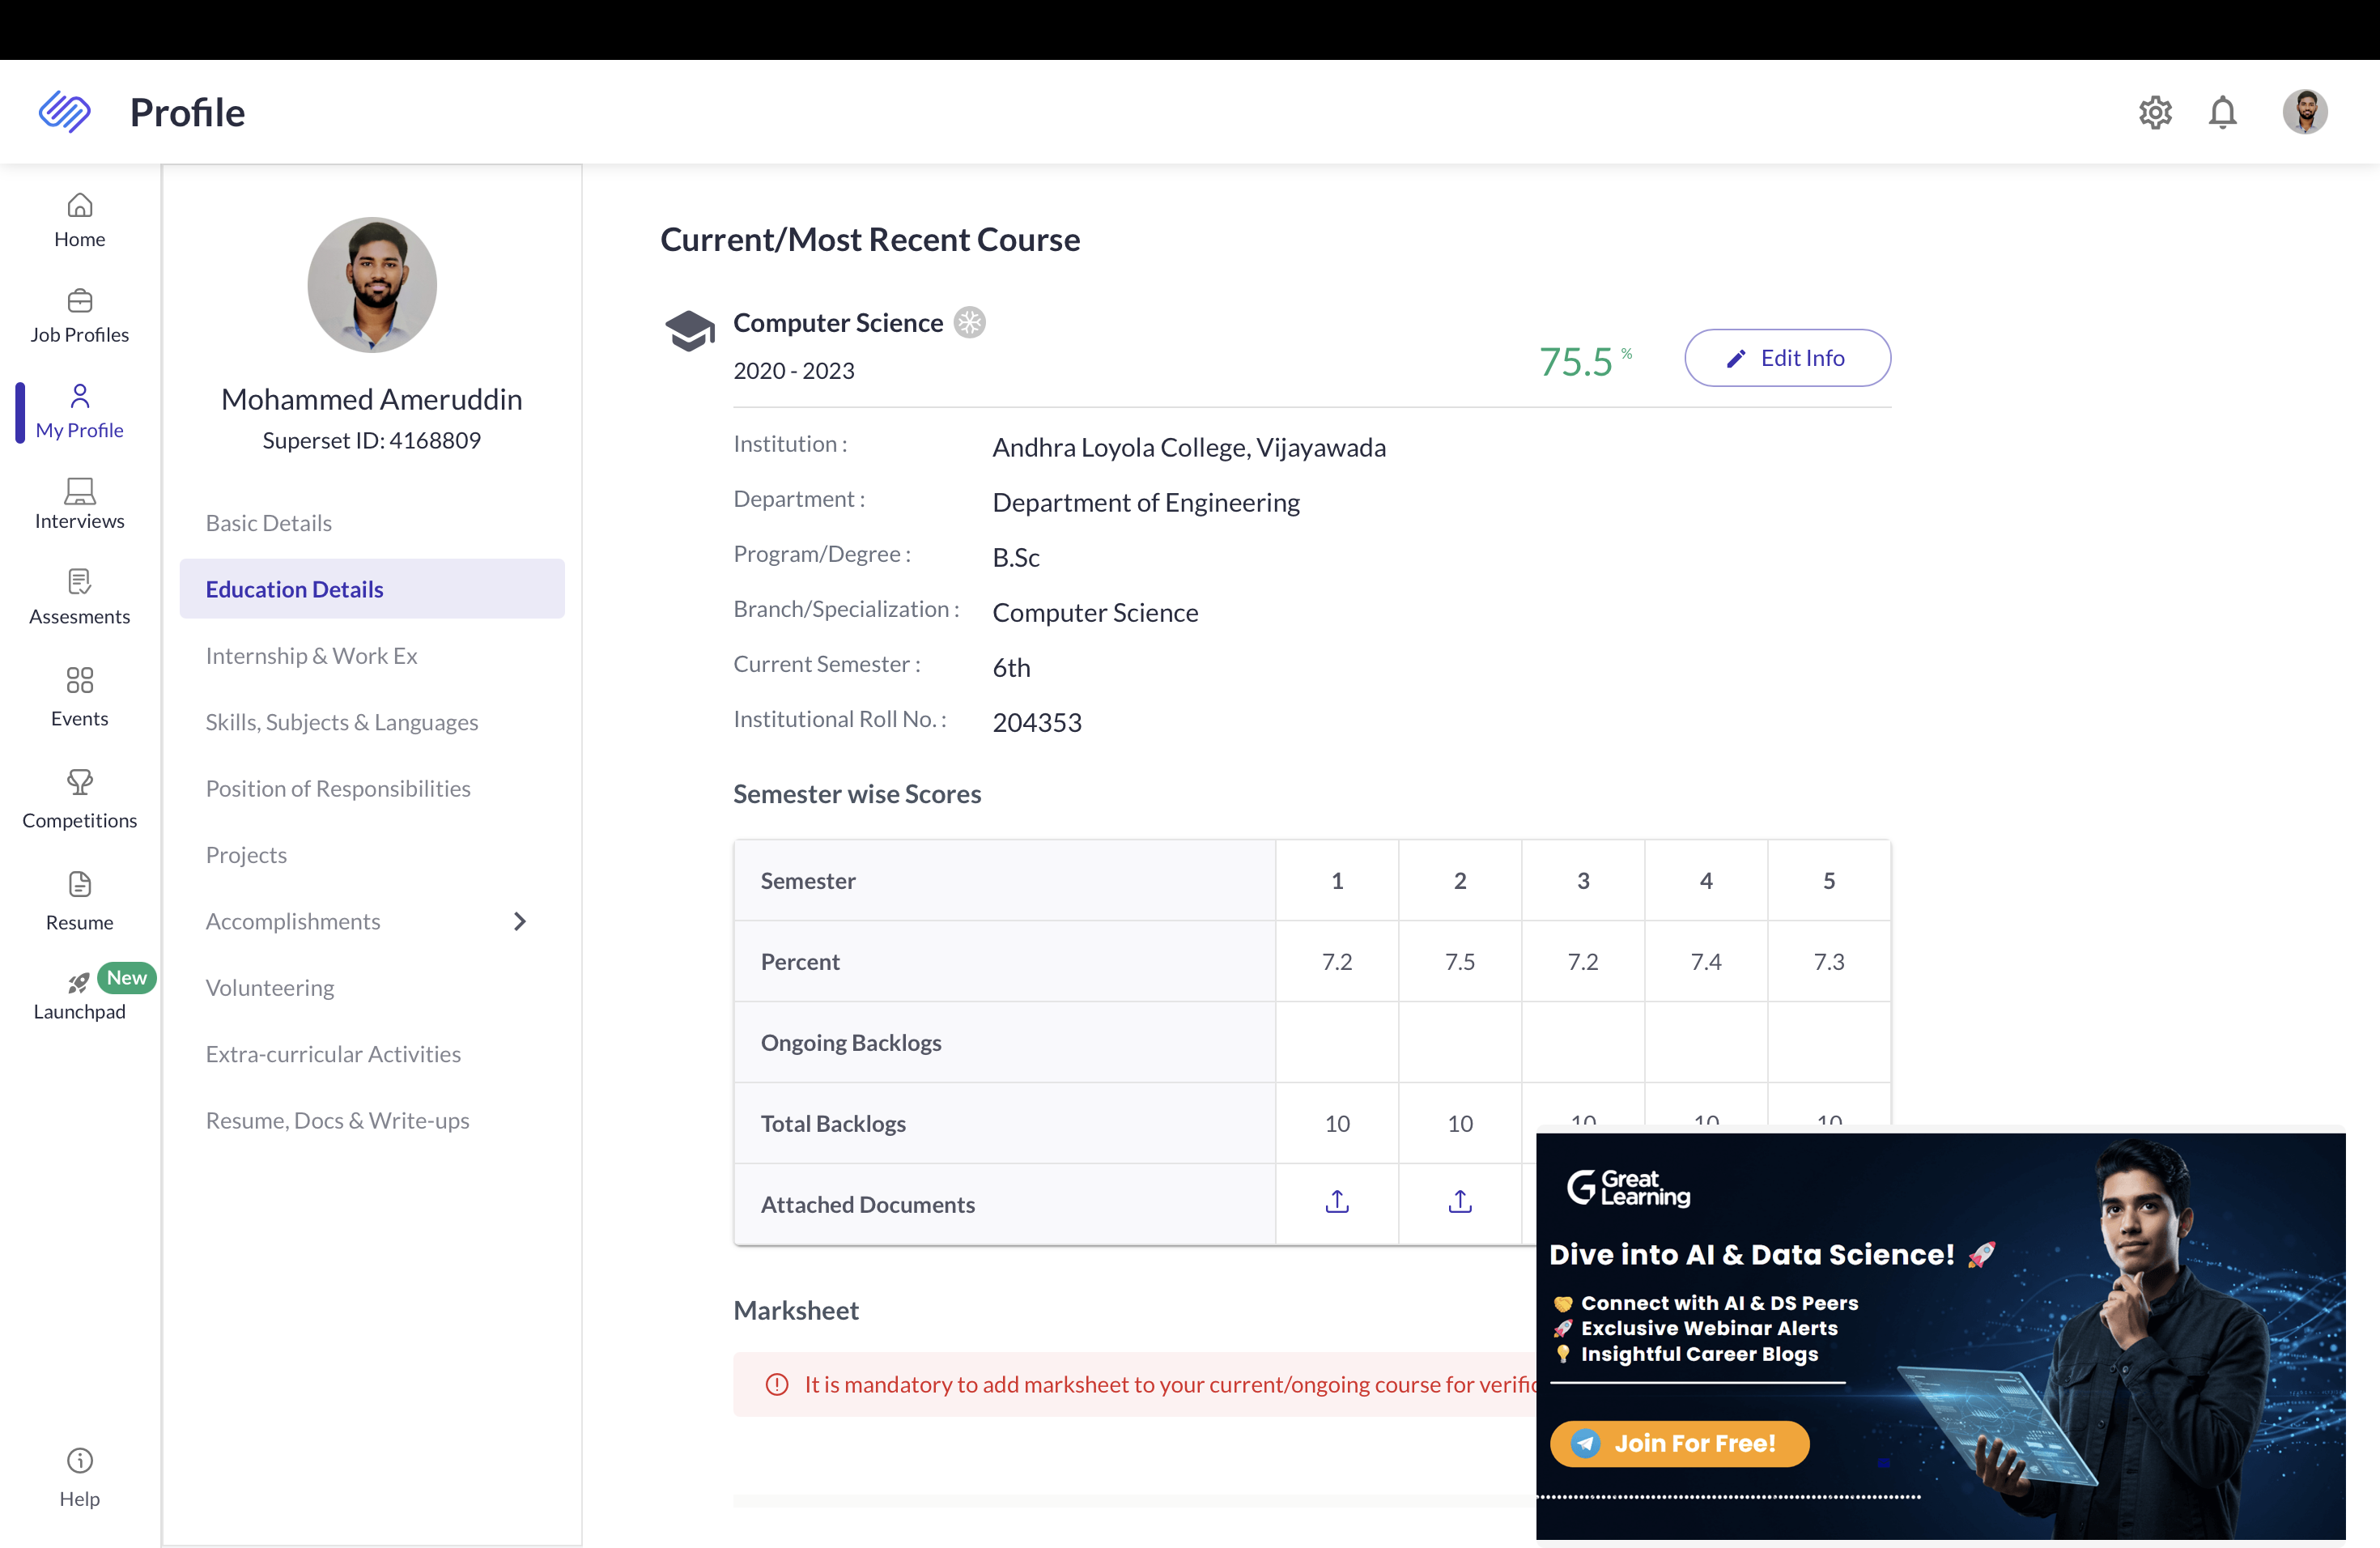 Profile
Home
Job Profiles
My Profile
Interviews
Assesments
Events
Competitions
Resume
New
Launchpad
Help
Mohammed Ameruddin
Superset ID: 4168809
Basic Details
Education Details
Internship & Work Ex
Skills, Subjects & Languages
Position of Responsibilities
Projects
Accomplishments
Volunteering
Extra-curricular Activities
Resume, Docs & Write-ups
Current/Most Recent Course
Computer Science
2020 - 2023
75.5 %
Edit Info
Institution : Andhra Loyola College, Vijayawada
Department : Department of Engineering
Program/Degree : B.Sc
Branch/Specialization : Computer Science
Current Semester : 6th
Institutional Roll No. : 204353
Semester wise Scores
Semester 1 2 3 4 5
Percent 7.2 7.5 7.2 7.4 7.3
Ongoing Backlogs
Total Backlogs 10 10 10 10 10
Attached Documents
Marksheet
It is mandatory to add marksheet to your current/ongoing course for
Great
Learning
Dive into AI & Data Science! 🚀
🤝 Connect with AI & DS Peers
🚀 Exclusive Webinar Alerts
💡 Insightful Career Blogs
Join For Free!